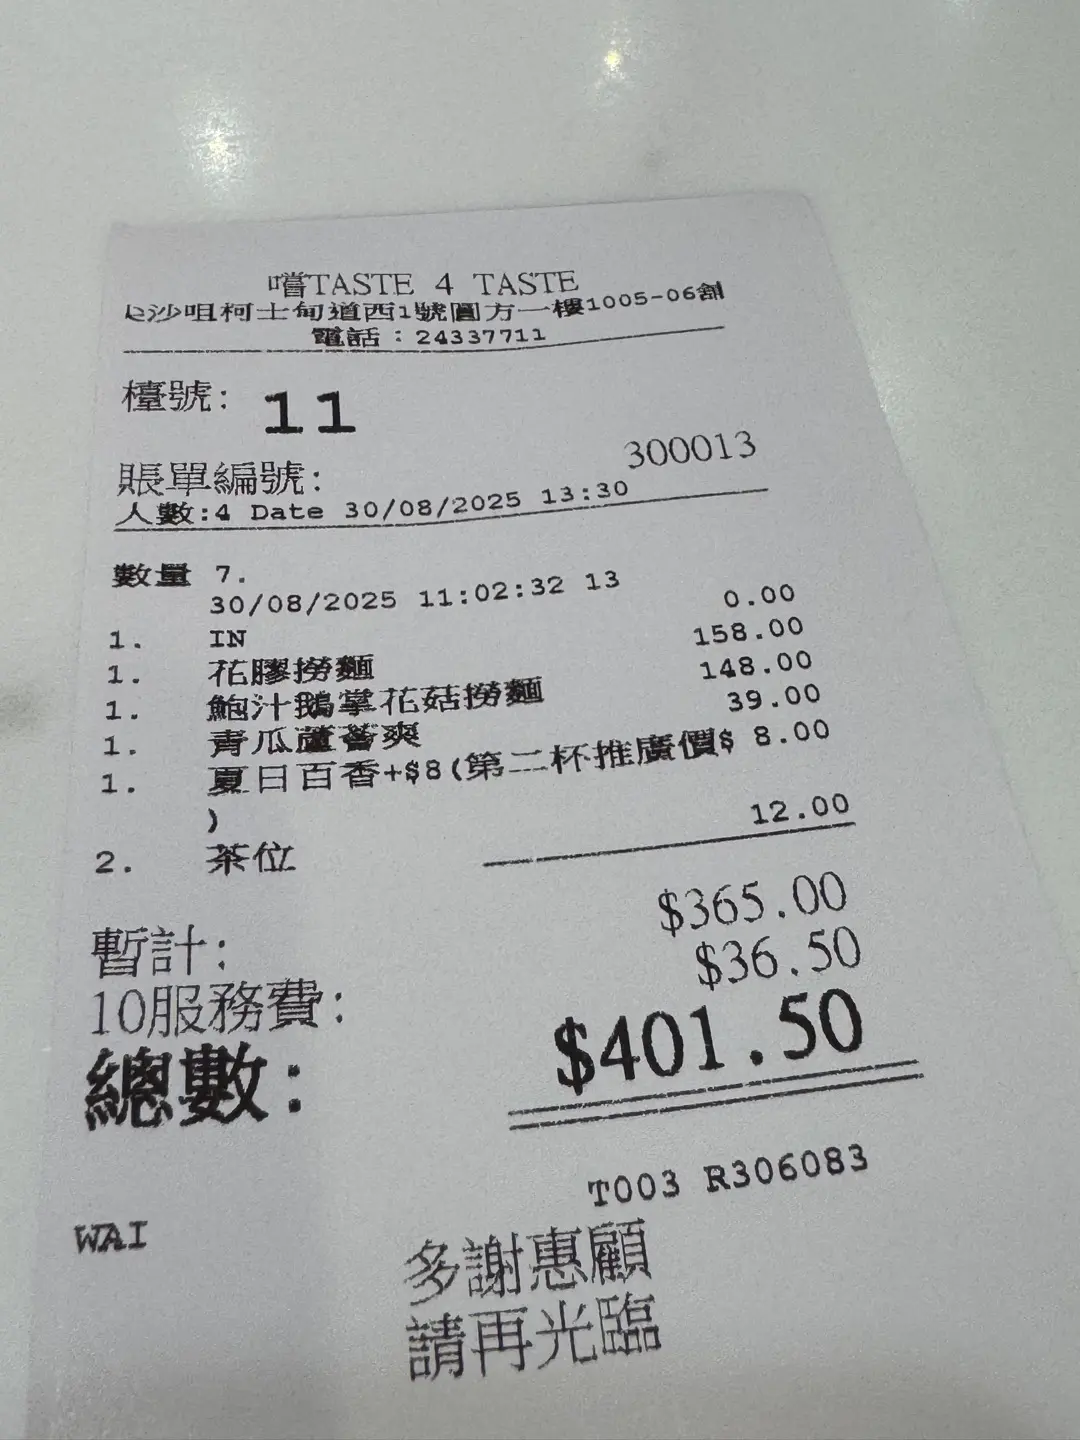 嚐TASTE 4 TASTE
尖沙咀柯士甸道西1號圓方一樓1005-06舖
電話：24337711
檯號: 11
賬單編號: 300013
人數:4 Date 30/08/2025 13:30
數量 7.
30/08/2025 11:02:32 13
1. IN 0.00
1. 花膠撈麵 158.00
1. 鮑汁鵝掌花菇撈麵 148.00
1. 青瓜蘆薈爽 39.00
1. 夏日百香+$8(第二杯推廣價$ 8.00
)
2. 茶位 12.00
暫計: $365.00
10服務費: $36.50
總數: $401.50
T003 R306083
WAI
多謝惠顧
請再光臨